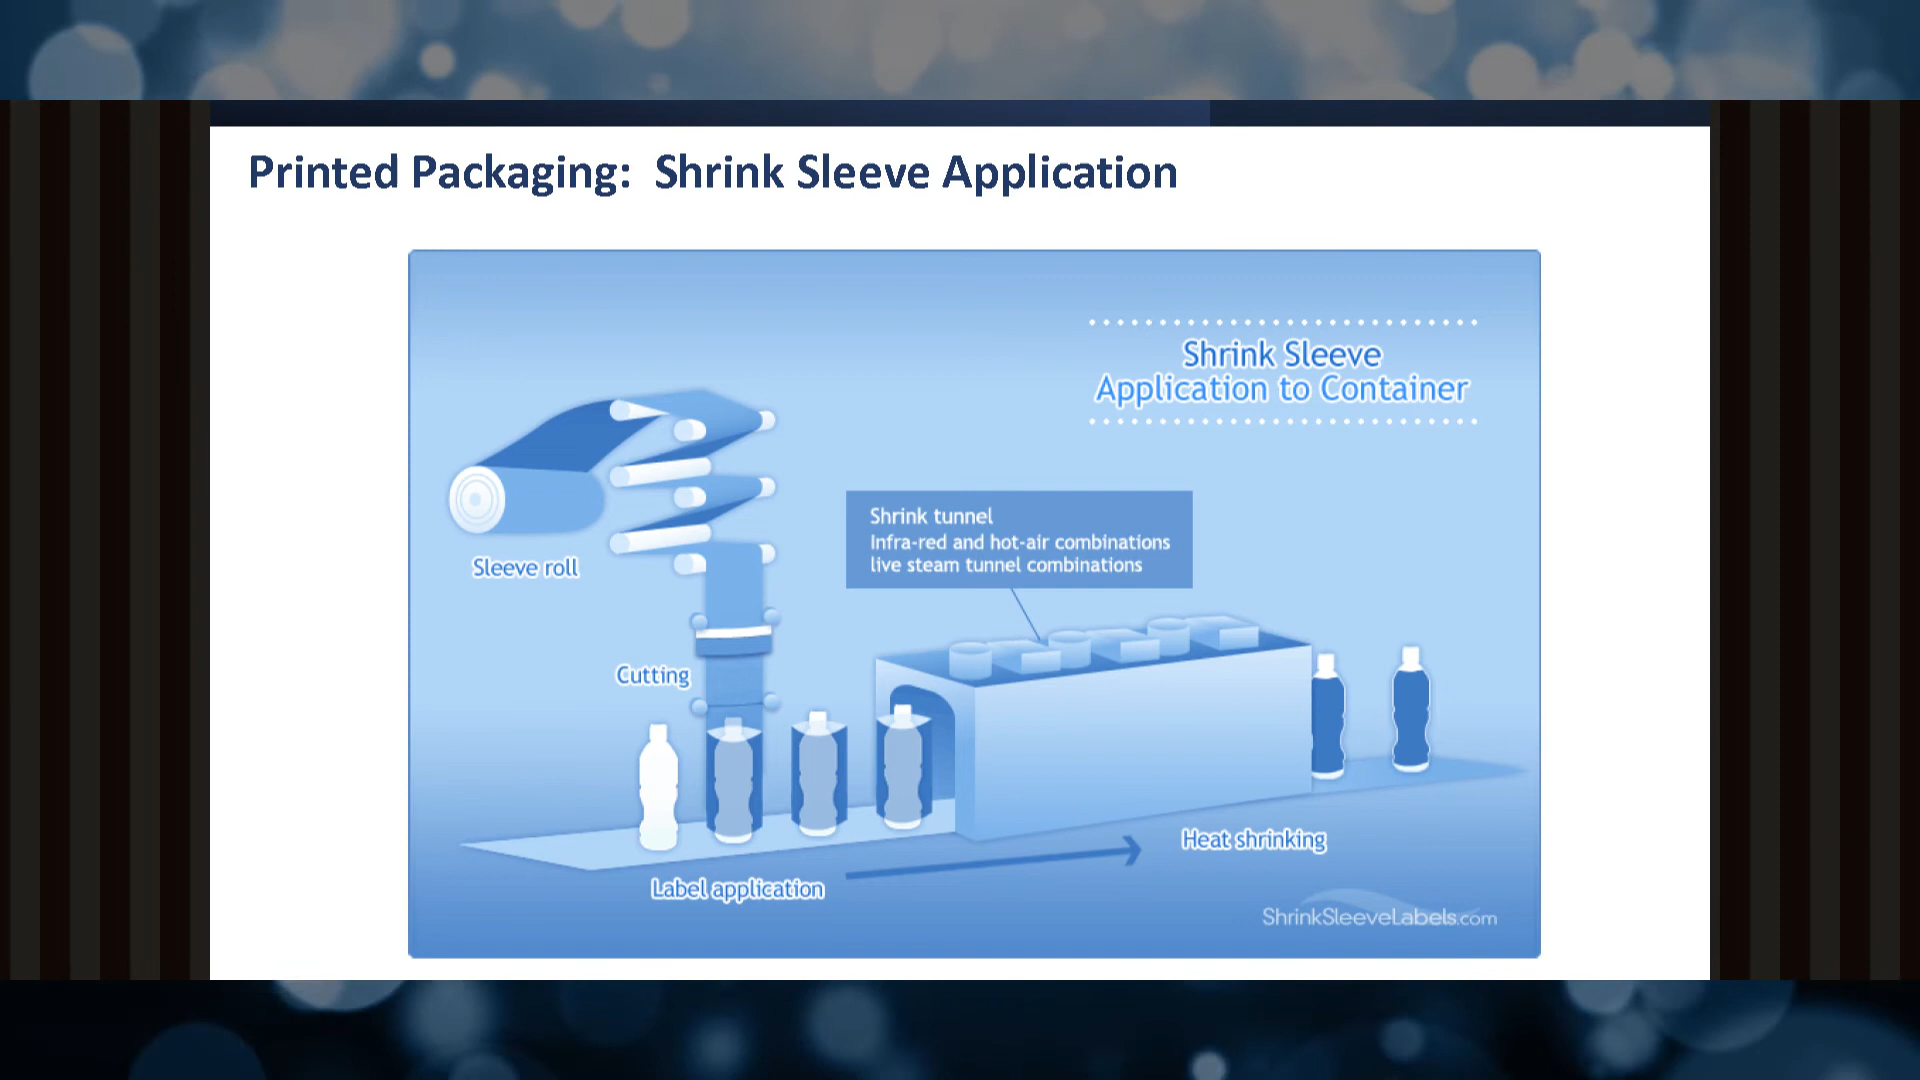 Printed Packaging: Shrink Sleeve Application
Shrink Sleeve
Application to Container
Shrink tunnel
Infra-red and hot-air combinations
live steam tunnel combinations
Sleeve roll
Cutting
Heat shrinking
Label application
ShrinkSleeveLabels.com